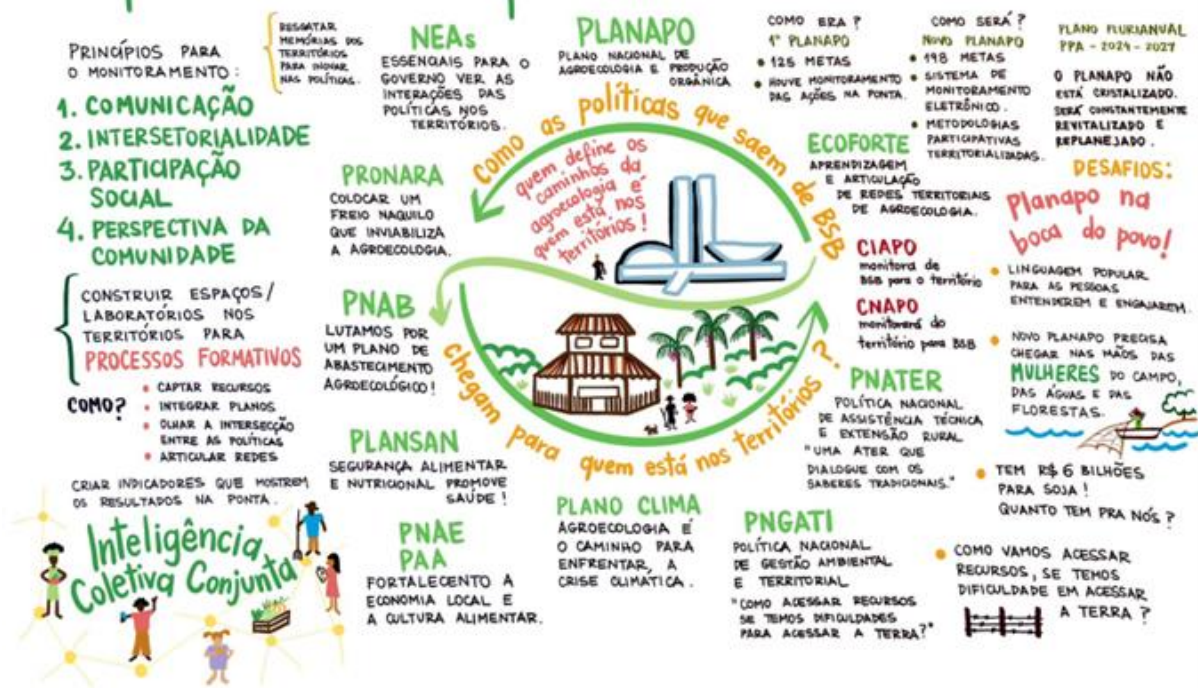 PRINCÍPIOS PARA
O MONITORAMENTO:
1. COMUNICAÇÃO
2. INTERSETORIALIDADE
3. PARTICIPAÇÃO
SOCIAL
4. PERSPECTIVA DA
COMUNIDADE
RESGATAR
MEMÓRIAS DOS
TERRITÓRIOS
PARA INOVAR
NAS POLÍTICAS.
CONSTRUIR ESPAÇOS/
LABORATÓRIOS NOS
TERRITÓRIOS PARA
PROCESSOS FORMATIVOS
COMO?
• CAPTAR RECURSOS
• INTEGRAR PLANOS
• OLHAR A INTERSECÇÃO
ENTRE AS POLÍTICAS
• ARTICULAR REDES
CRIAR INDICADORES QUE MOSTREM
OS RESULTADOS NA PONTA.
Inteligência
Coletiva Conjunta
NEAs
ESSENCIAIS PARA O
GOVERNO VER AS
INTERAÇÕES DAS
POLÍTICAS NOS
TERRITÓRIOS.
PRONARA
COLOCAR UM
FREIO NAQUILO
QUE INVIABILIZA
A AGROECOLOGIA.
PNAB
LUTAMOS POR
UM PLANO DE
ABASTECIMENTO
AGROECOLÓGICO!
PLANSAN
SEGURANÇA ALIMENTAR
E NUTRICIONAL PROMOVE
SAÚDE!
PNAE
PAA
FORTALECENTO A
ECONOMIA LOCAL E
A CULTURA ALIMENTAR.
PLANAPO
PLANO NACIONAL DE
AGROECOLOGIA E PRODUÇÃO
ORGÂNICA
Como as políticas que saem de BSB
quem define os
caminhos da
agroecologia é
quem está nos
territórios!
chegam para quem está nos territórios?
PLANO CLIMA
AGROECOLOGIA É
O CAMINHO PARA
ENFRENTAR, A
CRISE CLIMÁTICA.
COMO ERA?
1º PLANAPO
• 125 METAS
• HOUVE MONITORAMENTO
DAS AÇÕES NA PONTA.
COMO SERÁ?
NOVO PLANAPO
• 198 METAS
• SISTEMA DE
MONITORAMENTO
ELETRÔNICO.
• METODOLOGIAS
PARTICIPATIVAS
TERRITORIALIZADAS.
PLANO PLURIANUAL
PPA - 2024 - 2027
O PLANAPO NÃO
ESTÁ CRISTALIZADO.
SERÁ CONSTANTEMENTE
REVITALIZADO E
REPLANEJADO.
ECOFORTE
APRENDIZAGEM
E ARTICULAÇÃO
DE REDES TERRITORIAIS
DE AGROECOLOGIA.
CIAPO
monitora de
BSB para o território
CNAPO
monitorará do
território para BSB
PNATER
POLÍTICA NACIONAL
DE ASSISTÊNCIA TÉCNICA
E EXTENSÃO RURAL
"UMA ATER QUE
DIALOGUE COM OS
SABERES TRADICIONAIS."
PNGATI
POLÍTICA NACIONAL
DE GESTÃO AMBIENTAL
E TERRITORIAL
"COMO ACESSAR RECURSOS
SE TEMOS DIFICULDADES
PARA ACESSAR A TERRA?"
DESAFIOS:
Planapo na
boca do povo!
• LINGUAGEM POPULAR
PARA AS PESSOAS
ENTENDEREM E ENGAJAREM.
• NOVO PLANAPO PRECISA
CHEGAR NAS MÃOS DAS
MULHERES DO CAMPO,
DAS ÁGUAS E DAS
FLORESTAS.
• TEM R$ 6 BILHÕES
PARA SOJA!
QUANTO TEM PRA NÓS?
• COMO VAMOS ACESSAR
RECURSOS, SE TEMOS
DIFICULDADE EM ACESSAR
A TERRA?